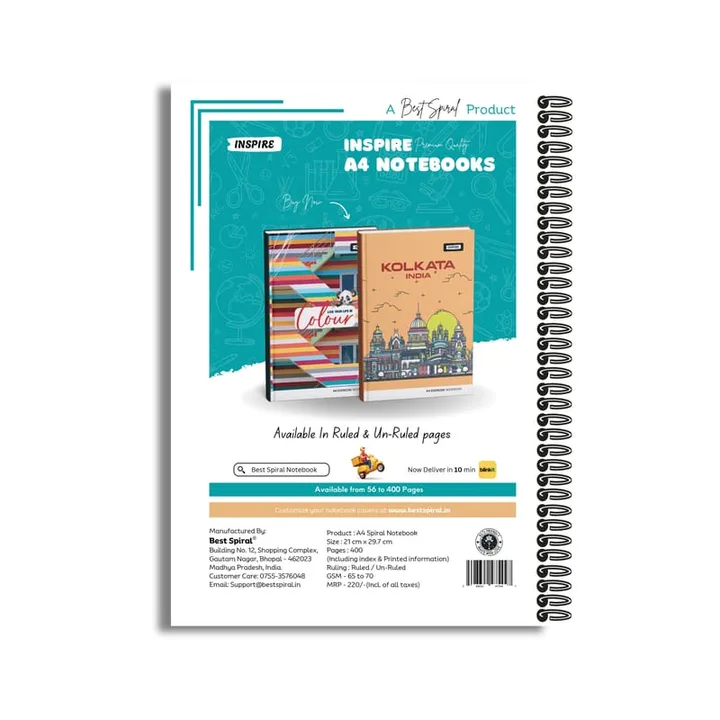 A Best Spiral Product
INSPIRE
INSPIRE Premium Quality
A4 NOTEBOOKS
Buy Now
LIVE YOUR LIFE IN
Colour
KOLKATA
INDIA
Available In Ruled & Un-Ruled pages
Best Spiral Notebook
Now Deliver in 10 min blinkit
Available from 56 to 400 Pages
Customize your notebook covers at www.bestspiral.in
Manufactured By:
Best Spiral®
Building No. 12, Shopping Complex,
Gautam Nagar, Bhopal - 462023
Madhya Pradesh, India.
Customer Care: 0755-3576048
Email: Support@bestspiral.in
Product : A4 Spiral Notebook
Size : 21 cm x 29.7 cm
Pages : 400
(Including index & Printed information)
Ruling : Ruled / Un-Ruled
GSM - 65 to 70
MRP - 220/- (Incl. of all taxes)